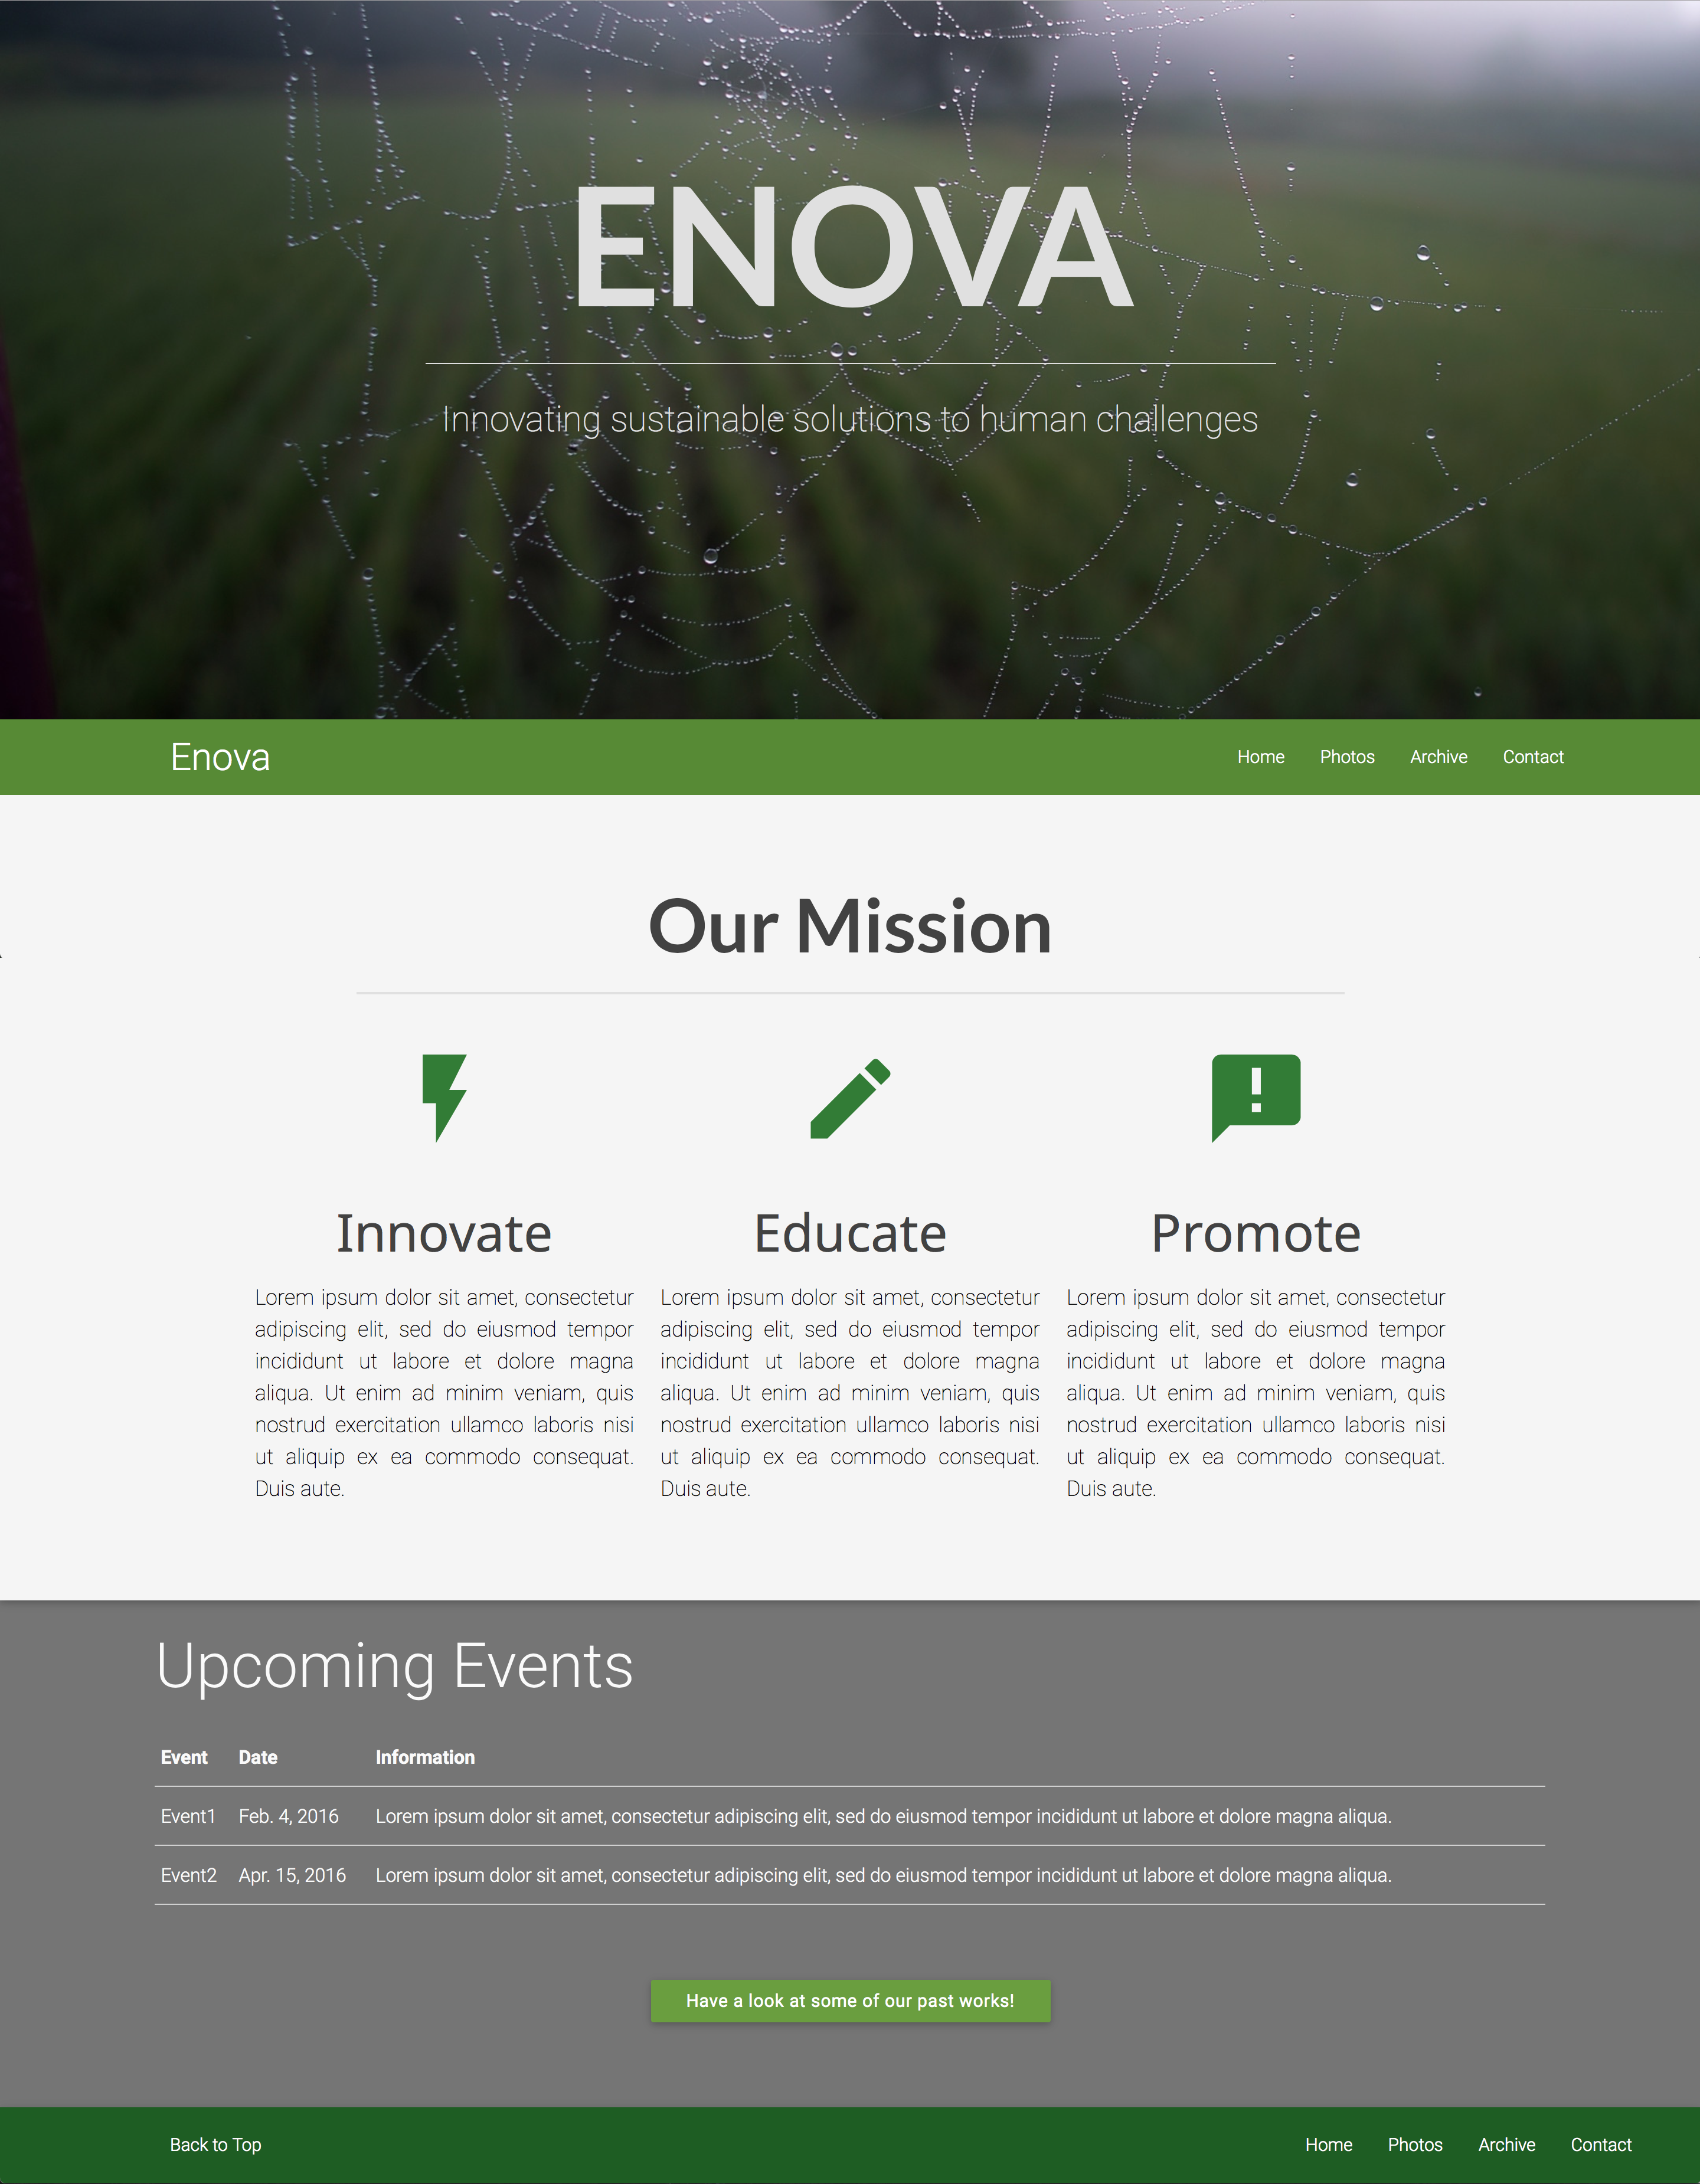 ENOVA
Innovating sustainable solutions to human challenges
Enova
Home Photos Archive Contact
Our Mission
Innovate
Lorem ipsum dolor sit amet, consectetur
adipiscing elit, sed do eiusmod tempor
incididunt ut labore et dolore magna
aliqua. Ut enim ad minim veniam, quis
nostrud exercitation ullamco laboris nisi
ut aliquip ex ea commodo consequat.
Duis aute.
Educate
Lorem ipsum dolor sit amet, consectetur
adipiscing elit, sed do eiusmod tempor
incididunt ut labore et dolore magna
aliqua. Ut enim ad minim veniam, quis
nostrud exercitation ullamco laboris nisi
ut aliquip ex ea commodo consequat.
Duis aute.
Promote
Lorem ipsum dolor sit amet, consectetur
adipiscing elit, sed do eiusmod tempor
incididunt ut labore et dolore magna
aliqua. Ut enim ad minim veniam, quis
nostrud exercitation ullamco laboris nisi
ut aliquip ex ea commodo consequat.
Duis aute.
Upcoming Events
Event Date Information
Event1 Feb. 4, 2016 Lorem ipsum dolor sit amet, consectetur adipiscing elit, sed do eiusmod tempor incididunt ut labore et dolore magna aliqua.
Event2 Apr. 15, 2016 Lorem ipsum dolor sit amet, consectetur adipiscing elit, sed do eiusmod tempor incididunt ut labore et dolore magna aliqua.
Have a look at some of our past works!
Back to Top
Home Photos Archive Contact